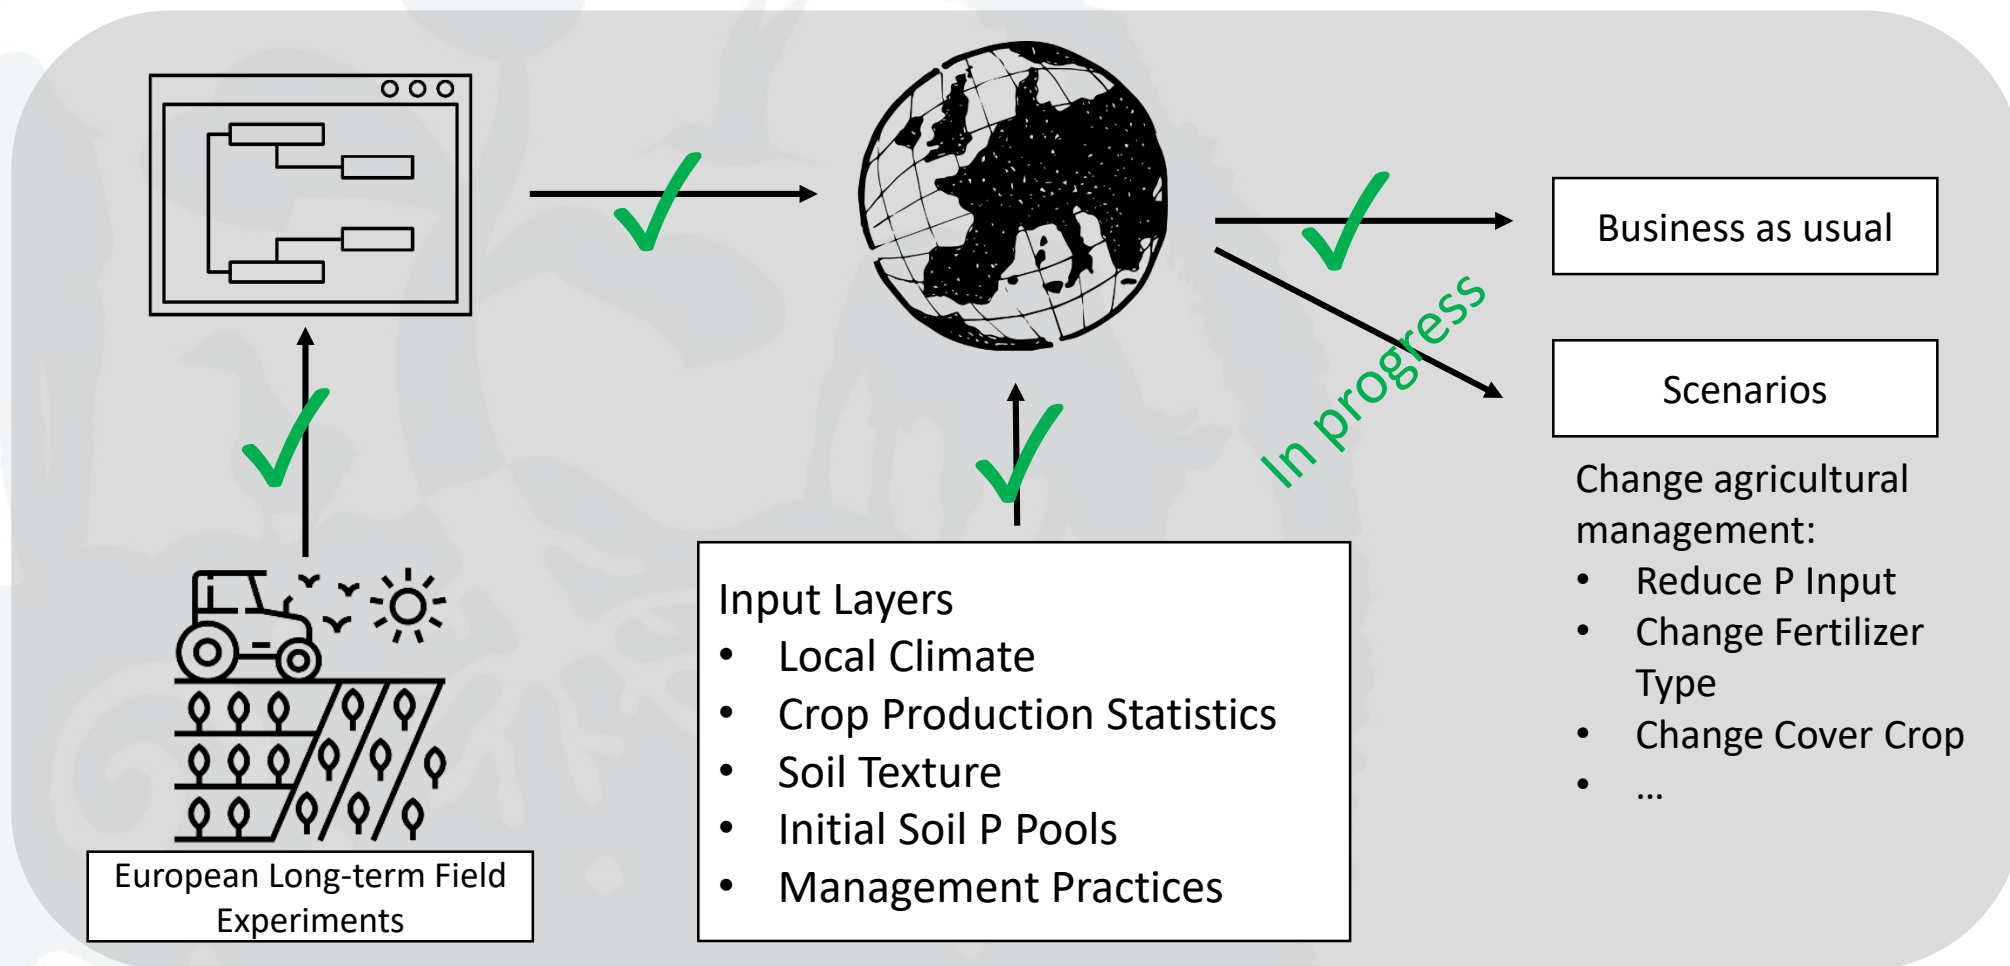 Business as usual
In progress
Scenarios
Change agricultural
management:
• Reduce P Input
• Change Fertilizer
Type
• Change Cover Crop
• ...
Input Layers
• Local Climate
• Crop Production Statistics
• Soil Texture
• Initial Soil P Pools
• Management Practices
European Long-term Field
Experiments